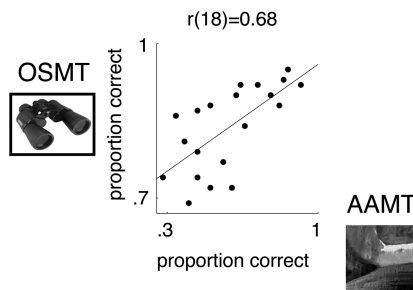 r(18)=0.68
1
OSMT
proportion correct
.7
.3
1
proportion correct
AAMT